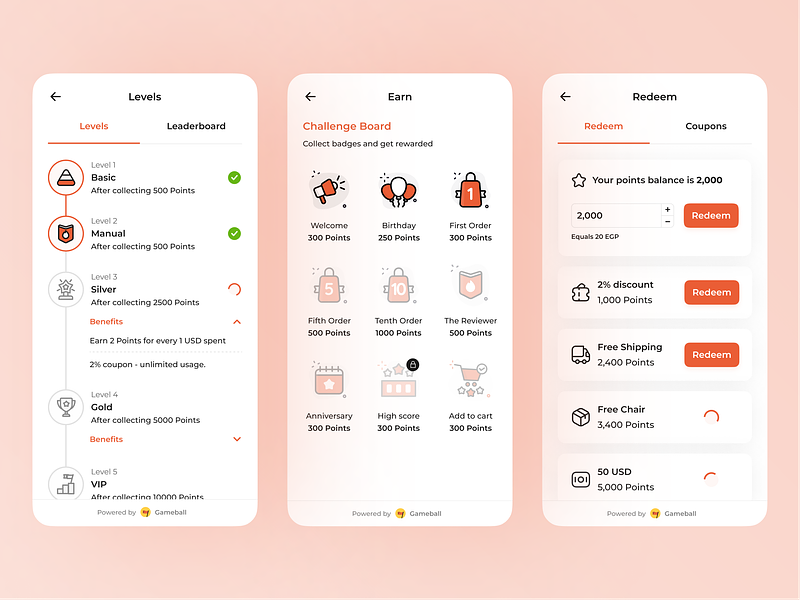 Levels
Levels
Leaderboard
Level 1
Basic
After collecting 500 Points
Level 2
Manual
After collecting 500 Points
Level 3
Silver
After collecting 2500 Points
Benefits
Earn 2 Points for every 1 USD spent
2% coupon - unlimited usage.
Level 4
Gold
After collecting 5000 Points
Benefits
Level 5
VIP
After collecting 10000 Points
Powered by Gameball
Earn
Challenge Board
Collect badges and get rewarded
1
Welcome
300 Points
Birthday
250 Points
First Order
300 Points
5
10
Fifth Order
500 Points
Tenth Order
1000 Points
The Reviewer
500 Points
Anniversary
300 Points
High score
300 Points
Add to cart
300 Points
Powered by Gameball
Redeem
Redeem
Coupons
Your points balance is 2,000
2,000
+
−
Redeem
Equals 20 EGP
2% discount
1,000 Points
Redeem
Free Shipping
2,400 Points
Redeem
Free Chair
3,400 Points
50 USD
5,000 Points
Powered by Gameball